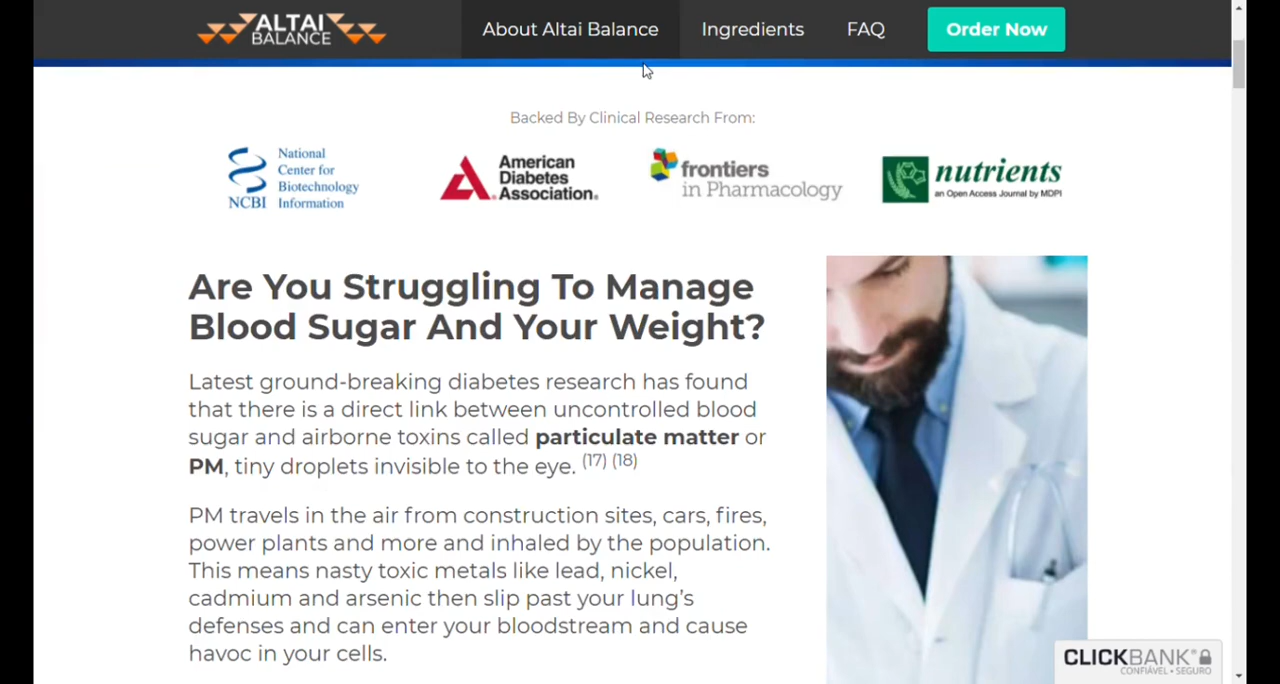 ALTAI
BALANCE
About Altai Balance
Ingredients
FAQ
Order Now
Backed By Clinical Research From:
NCBI
National
Center for
Biotechnology
Information
American
Diabetes
Association.
frontiers
in Pharmacology
nutrients
an Open Access Journal by MDPI
Are You Struggling To Manage
Blood Sugar And Your Weight?
Latest ground-breaking diabetes research has found
that there is a direct link between uncontrolled blood
sugar and airborne toxins called particulate matter or
PM, tiny droplets invisible to the eye. (17) (18)
PM travels in the air from construction sites, cars, fires,
power plants and more and inhaled by the population.
This means nasty toxic metals like lead, nickel,
cadmium and arsenic then slip past your lung's
defenses and can enter your bloodstream and cause
havoc in your cells.
CLICKBANK®
CONFIÁVEL • SEGURO